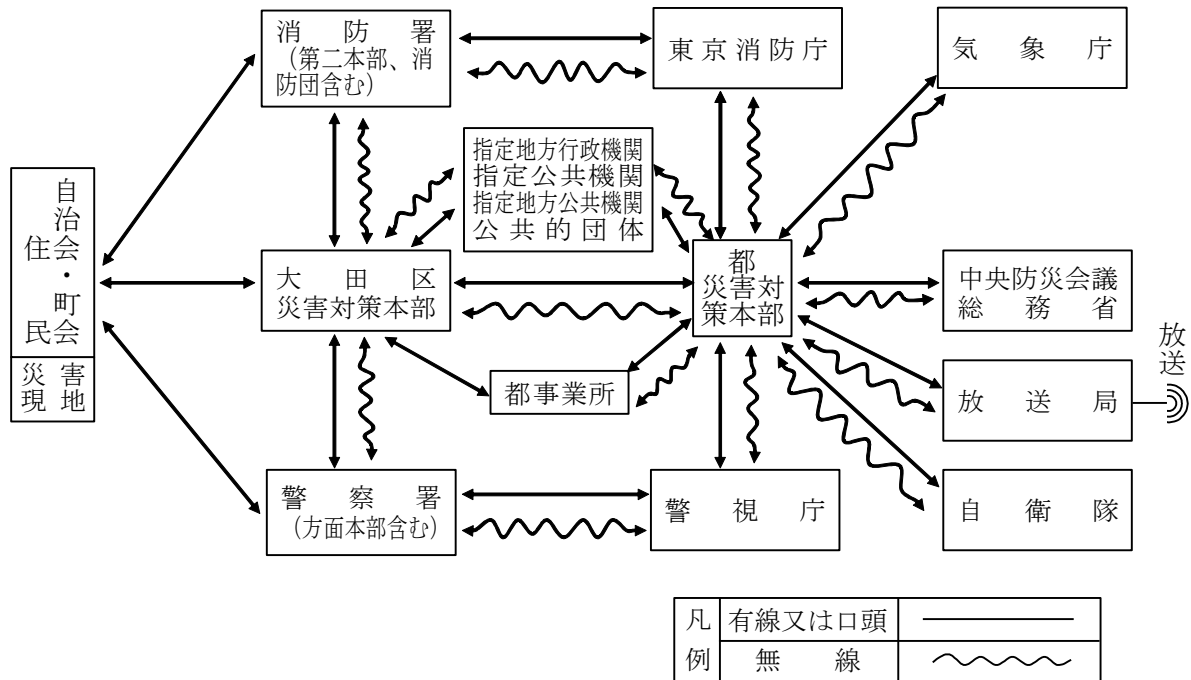 消防署
（第二本部、消
防団含む）
東京消防庁
気象庁
指定地方行政機関
指定公共機関
指定地方公共機関
公共的団体
自治会・町会
住民
災害
現地
大田区
災害対策本部
都
災害対
策本部
中央防災会議
総務省
放送
放送局
都事業所
警察署
（方面本部含む）
警視庁
自衛隊
凡例
有線又は口頭
無線